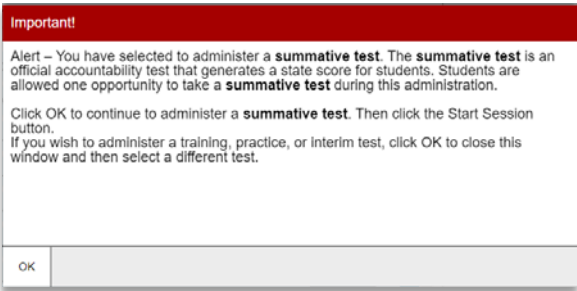 Important!
Alert – You have selected to administer a summative test. The summative test is an
official accountability test that generates a state score for students. Students are
allowed one opportunity to take a summative test during this administration.
Click OK to continue to administer a summative test. Then click the Start Session
button.
If you wish to administer a training, practice, or interim test, click OK to close this
window and then select a different test.
OK